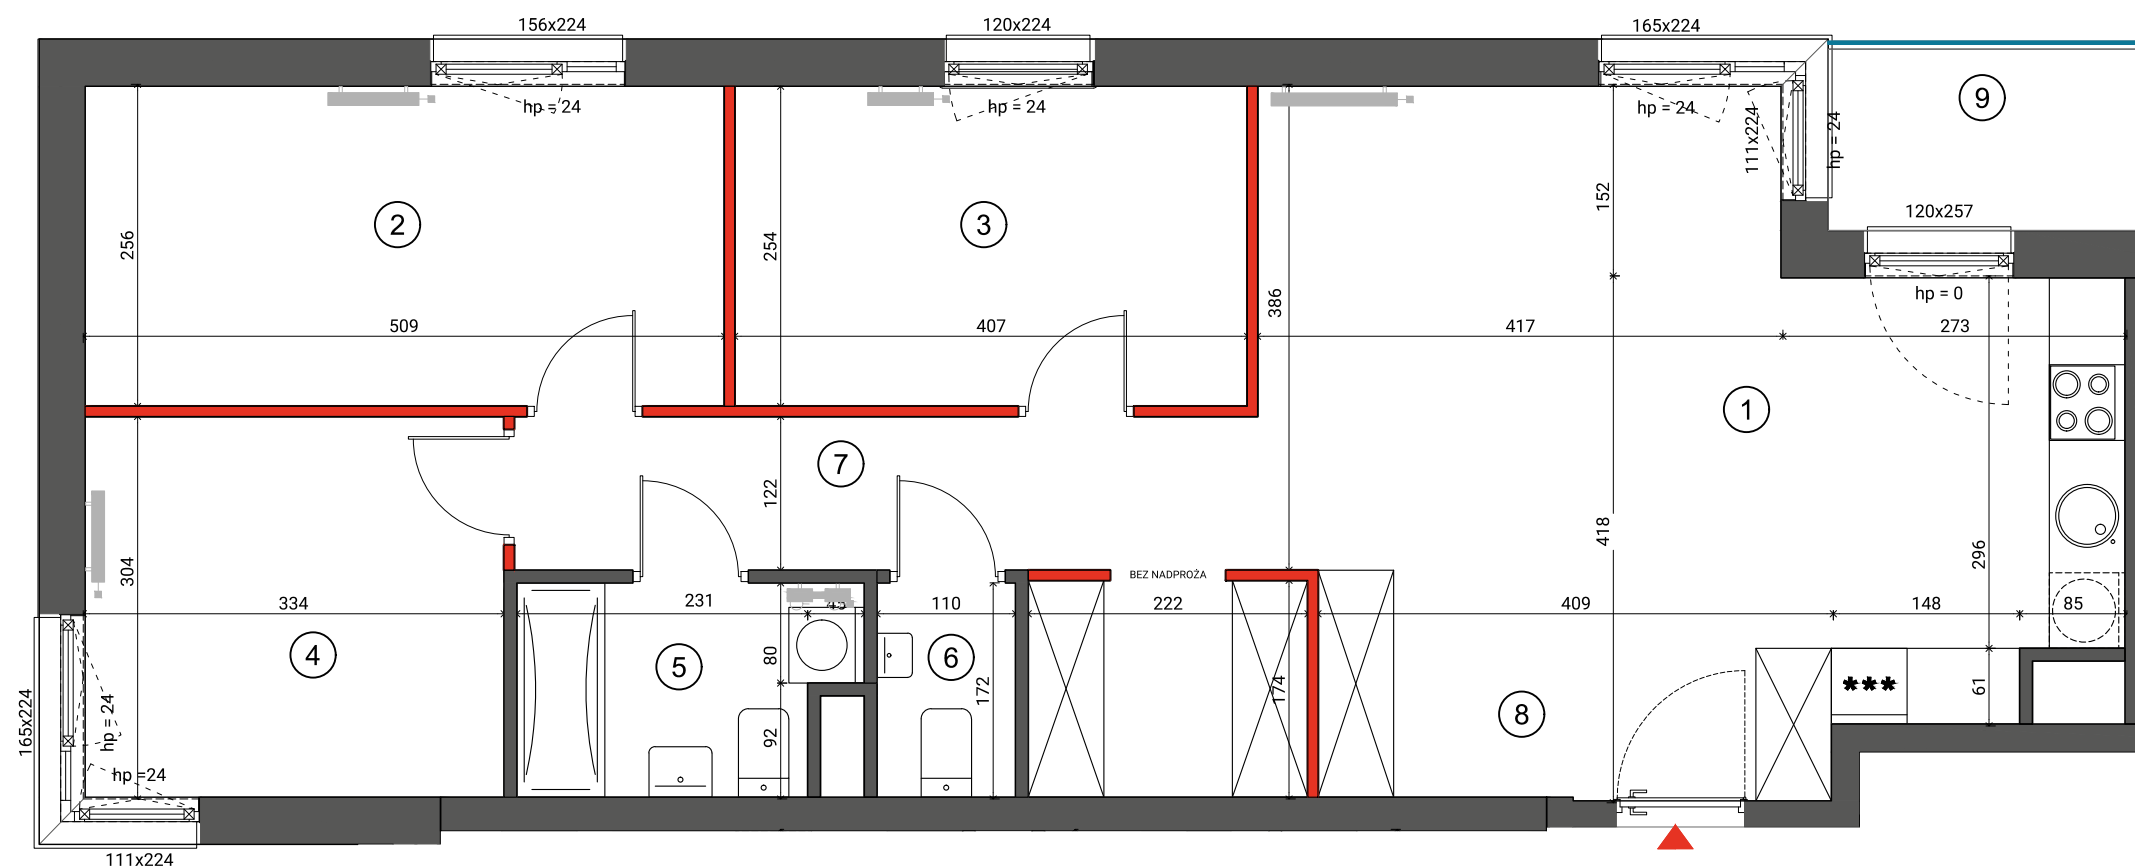 156x224
120x224
165x224
hp = 24
hp = 24
hp = 24
111x224
hp = 24
9
152
120x257
2
3
256
254
386
hp = 0
509
407
417
273
1
7
122
418
296
304
BEZ NADPROŻA
334
231
45
110
222
409
148
85
4
5
6
80
172
174
61
***
8
92
165x224
hp = 24
hp =24
111x224